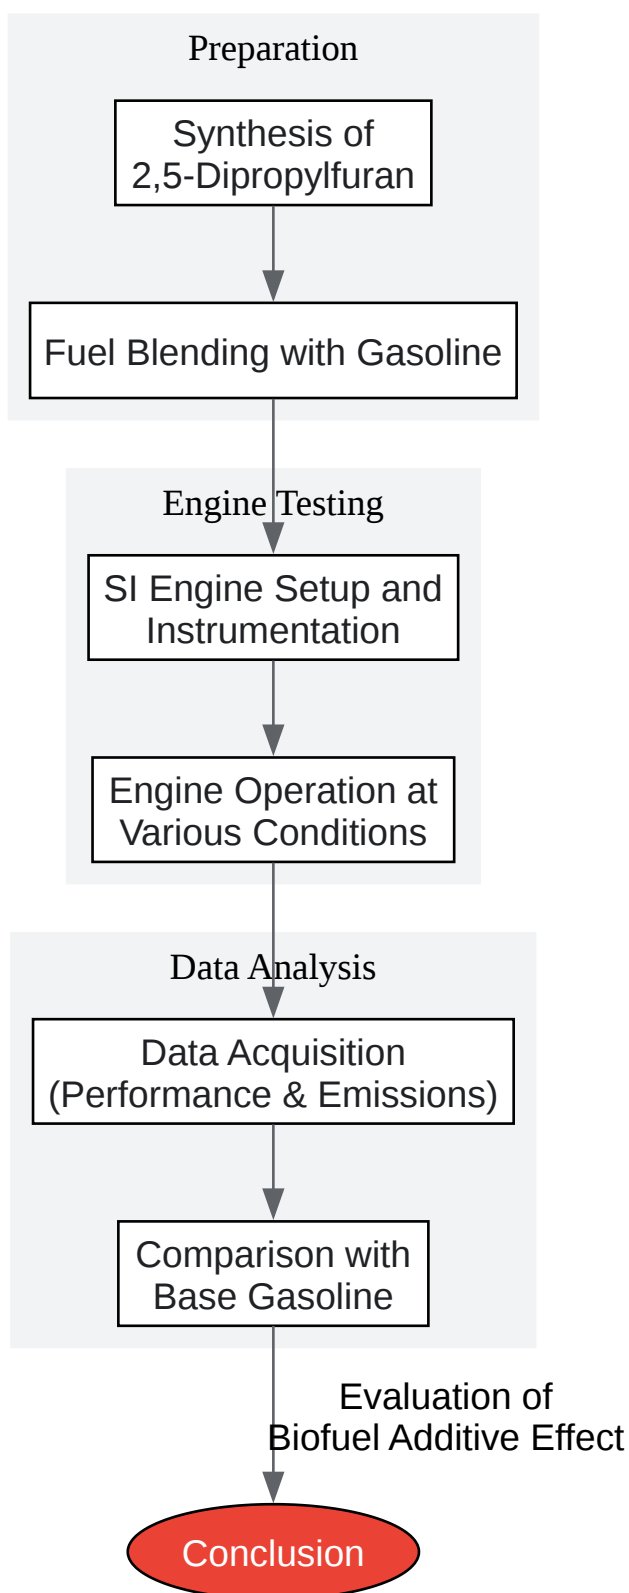 Preparation
Synthesis of
2,5-Dipropylfuran
Fuel Blending with Gasoline
Engine Testing
SI Engine Setup and
Instrumentation
Engine Operation at
Various Conditions
Data Analysis
Data Acquisition
(Performance & Emissions)
Comparison with
Base Gasoline
Evaluation of
Biofuel Additive Effect
Conclusion